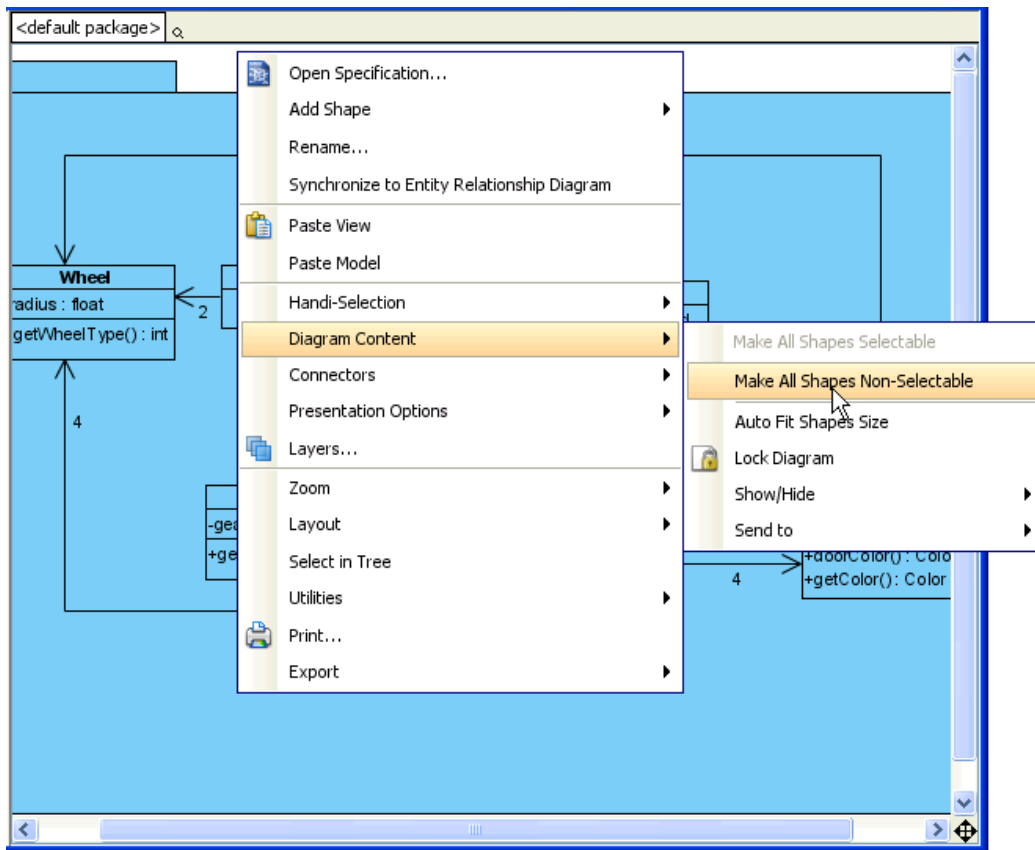 <default package>
Open Specification...
Add Shape
Rename...
Synchronize to Entity Relationship Diagram
Paste View
Paste Model
Handi-Selection
Diagram Content
Connectors
Presentation Options
Layers...
Zoom
Layout
Select in Tree
Utilities
Print...
Export
Make All Shapes Selectable
Make All Shapes Non-Selectable
Auto Fit Shapes Size
Lock Diagram
Show/Hide
Send to
Wheel
radius : float
getWheelType() : int
2
4
-gea
+ge
4
+doorColor() : Colo
+getColor() : Color